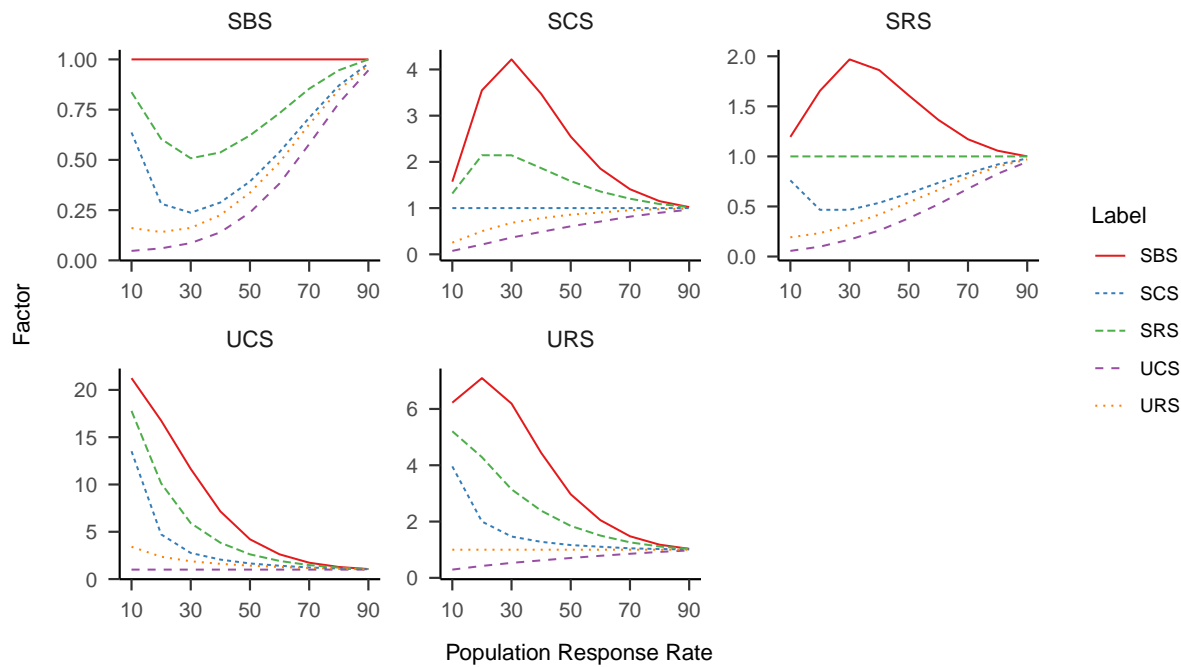 SBS SCS SRS
1.00
0.75
0.50
0.25
0.00
10 30 50 70 90
4
3
2
1
0
10 30 50 70 90
2.0
1.5
1.0
0.5
0.0
10 30 50 70 90
Factor
UCS URS
20
15
10
5
0
10 30 50 70 90
6
4
2
0
10 30 50 70 90
Population Response Rate
Label
SBS
SCS
SRS
UCS
URS